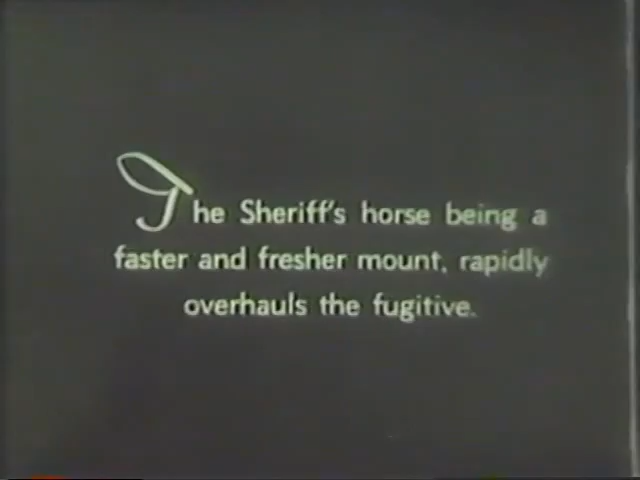 The Sheriff's horse being a
faster and fresher mount, rapidly
overhauls the fugitive.